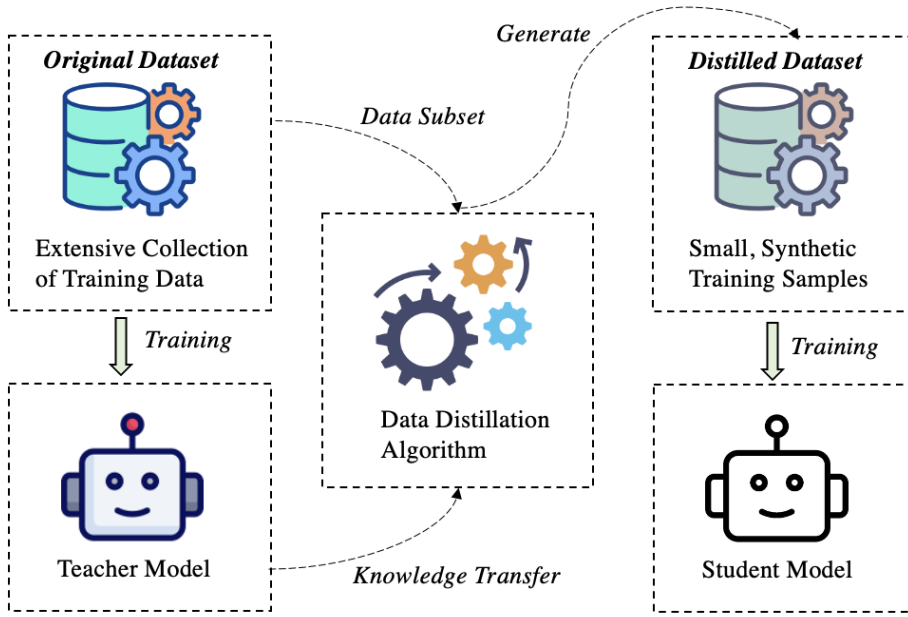 Original Dataset
Extensive Collection
of Training Data
Training
Teacher Model
Data Subset
Data Distillation
Algorithm
Knowledge Transfer
Generate
Distilled Dataset
Small, Synthetic
Training Samples
Training
Student Model